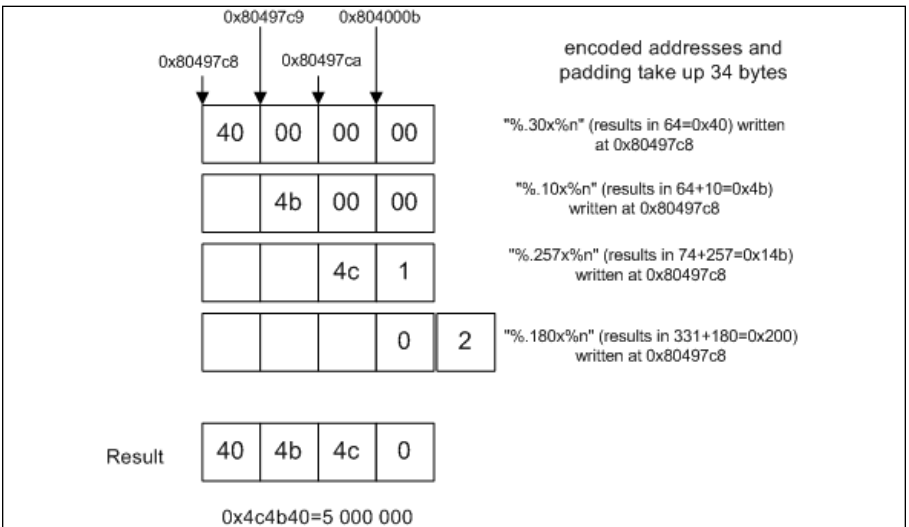 0x80497c9 0x804000b
0x80497c8 0x80497ca
encoded addresses and
padding take up 34 bytes
40 00 00 00
"%.30x%n" (results in 64=0x40) written
at 0x80497c8
4b 00 00
"%.10x%n" (results in 64+10=0x4b)
written at 0x80497c8
4c 1
"%.257x%n" (results in 74+257=0x14b)
written at 0x80497c8
0 2
"%.180x%n" (results in 331+180=0x200)
written at 0x80497c8
Result 40 4b 4c 0
0x4c4b40=5 000 000